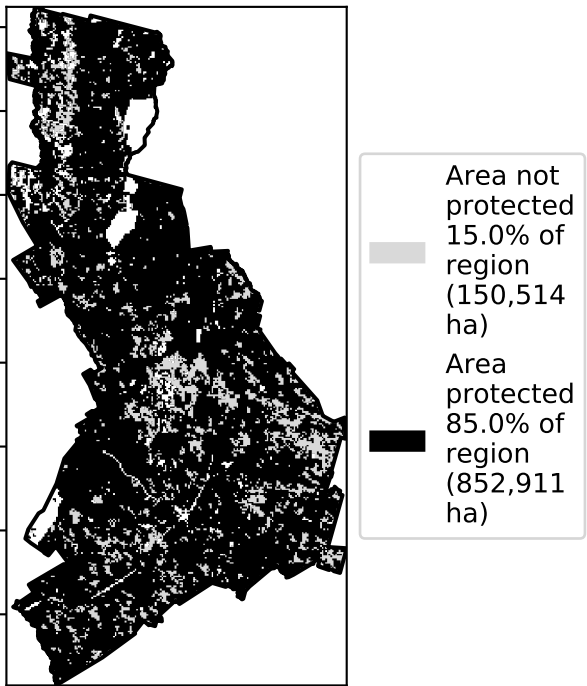 Area not
protected
15.0% of
region
(150,514
ha)
Area
protected
85.0% of
region
(852,911
ha)